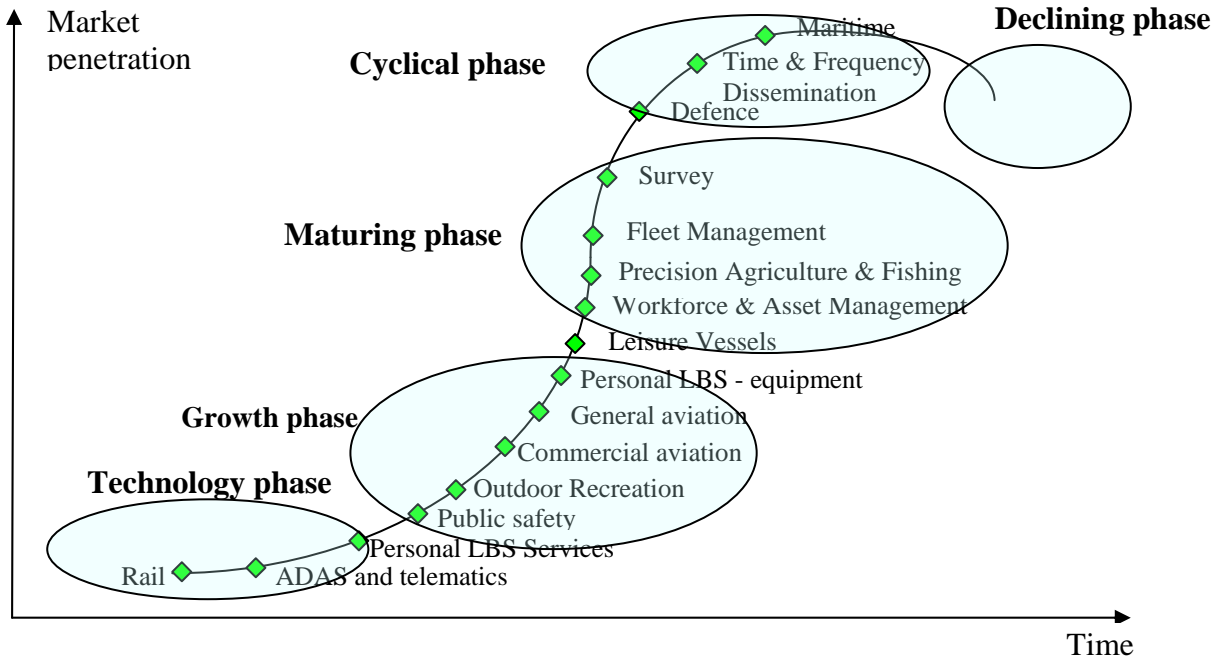 Market
penetration
Declining phase
Cyclical phase
Maritime
Time & Frequency
Dissemination
Defence
Survey
Maturing phase
Fleet Management
Precision Agriculture & Fishing
Workforce & Asset Management
Leisure Vessels
Personal LBS - equipment
Growth phase
General aviation
Commercial aviation
Technology phase
Outdoor Recreation
Public safety
Personal LBS Services
Rail
ADAS and telematics
Time